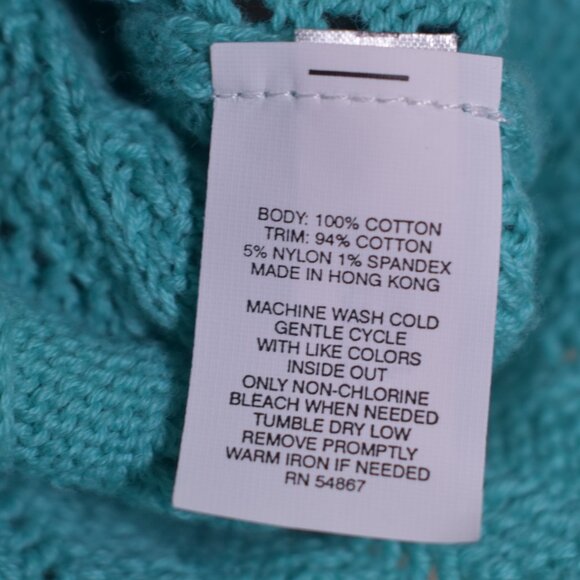 BODY: 100% COTTON
TRIM: 94% COTTON
5% NYLON 1% SPANDEX
MADE IN HONG KONG
MACHINE WASH COLD
GENTLE CYCLE
WITH LIKE COLORS
INSIDE OUT
ONLY NON-CHLORINE
BLEACH WHEN NEEDED
TUMBLE DRY LOW
REMOVE PROMPTLY
WARM IRON IF NEEDED
RN 54867